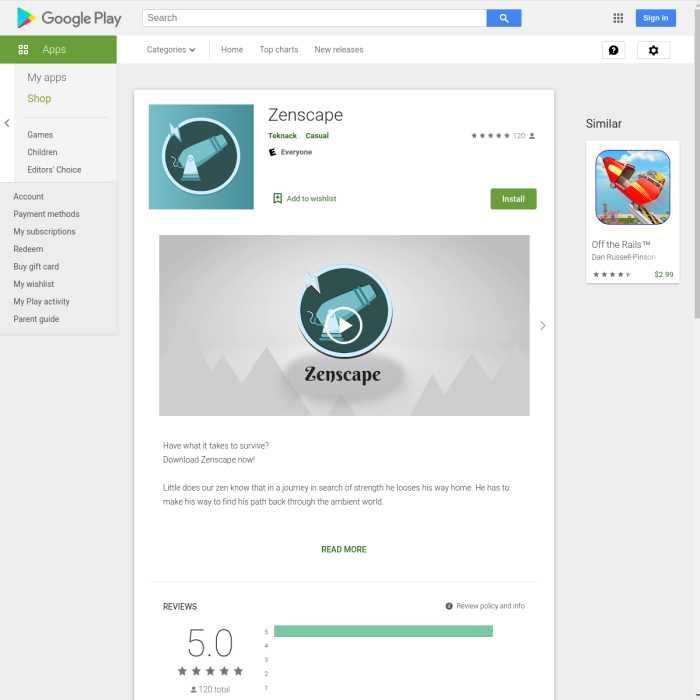 Google Play
Search
Sign in
Apps
Categories
Home
Top charts
New releases
My apps
Shop
Games
Children
Editors' Choice
Account
Payment methods
My subscriptions
Redeem
Buy gift card
My wishlist
My Play activity
Parent guide
Zenscape
Teknack Casual
120
E Everyone
Add to wishlist
Install
Zenscape
Have what it takes to survive?
Download Zenscape now!
Little does our zen know that in a journey in search of strength he looses his way home. He has to
make his way to find his path back through the ambient world.
READ MORE
REVIEWS
Review policy and info
5.0
120 total
5
4
3
2
1
Similar
Off the Rails™
Dan Russell-Pinson
$2.99